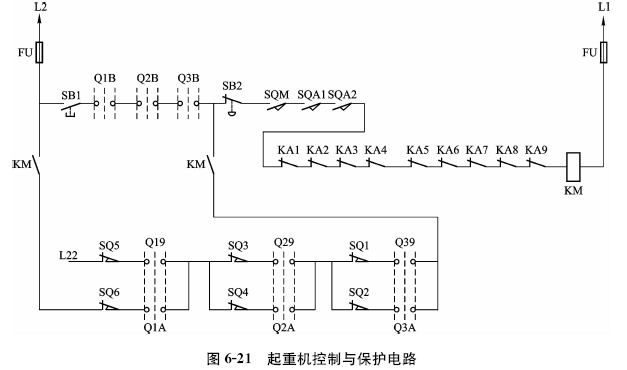 L2
L1
FU
FU
SB1
Q1B
Q2B
Q3B
SB2
SQM
SQA1
SQA2
KA1
KA2
KA3
KA4
KA5
KA6
KA7
KA8
KA9
KM
KM
KM
L22
SQ5
Q19
SQ3
Q29
SQ1
Q39
SQ6
Q1A
SQ4
Q2A
SQ2
Q3A
图 6-21 起重机控制与保护电路